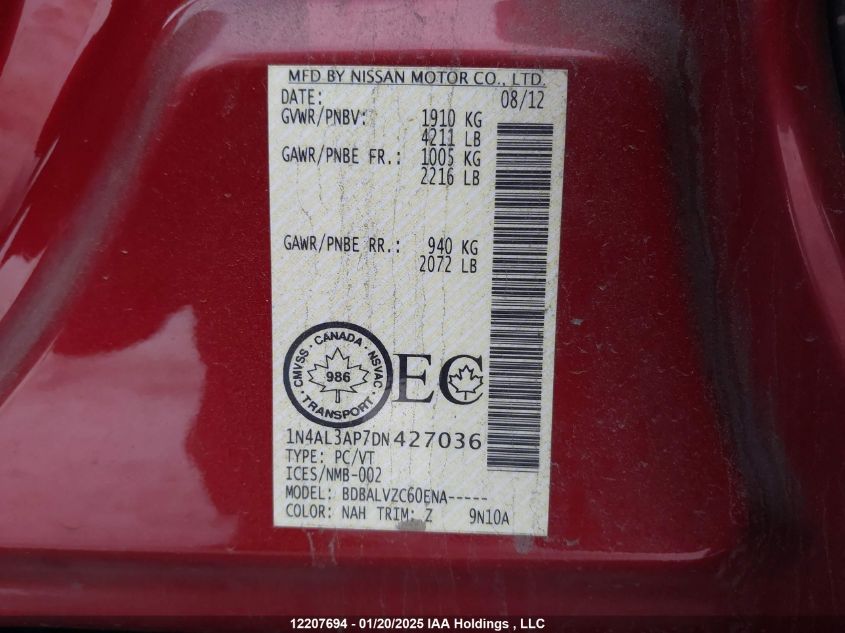 MFD BY NISSAN MOTOR CO., LTD.
DATE: 08/12
GVWR/PNBV: 1910 KG
4211 LB
GAWR/PNBE FR.: 1005 KG
2216 LB
GAWR/PNBE RR.: 940 KG
2072 LB
CMVSS · CANADA · NSVAC · TRANSPORT ·
986
EC
1N4AL3AP7DN427036
TYPE: PC/VT
ICES/NMB-002
MODEL: BDBALVZC60ENA-----
COLOR: NAH TRIM: Z 9N10A
12207694 - 01/20/2025 IAA Holdings , LLC